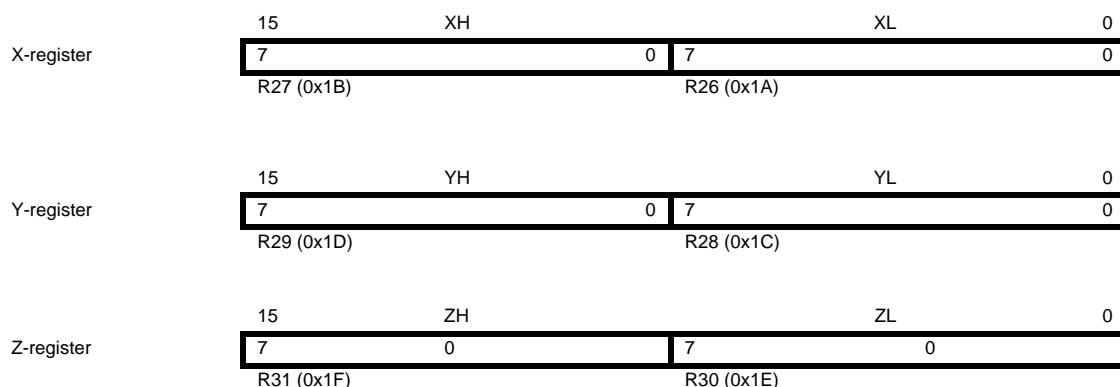 15 XH XL 0
X-register 7 0 7 0
R27 (0x1B) R26 (0x1A)
15 YH YL 0
Y-register 7 0 7 0
R29 (0x1D) R28 (0x1C)
15 ZH ZL 0
Z-register 7 0 7 0
R31 (0x1F) R30 (0x1E)